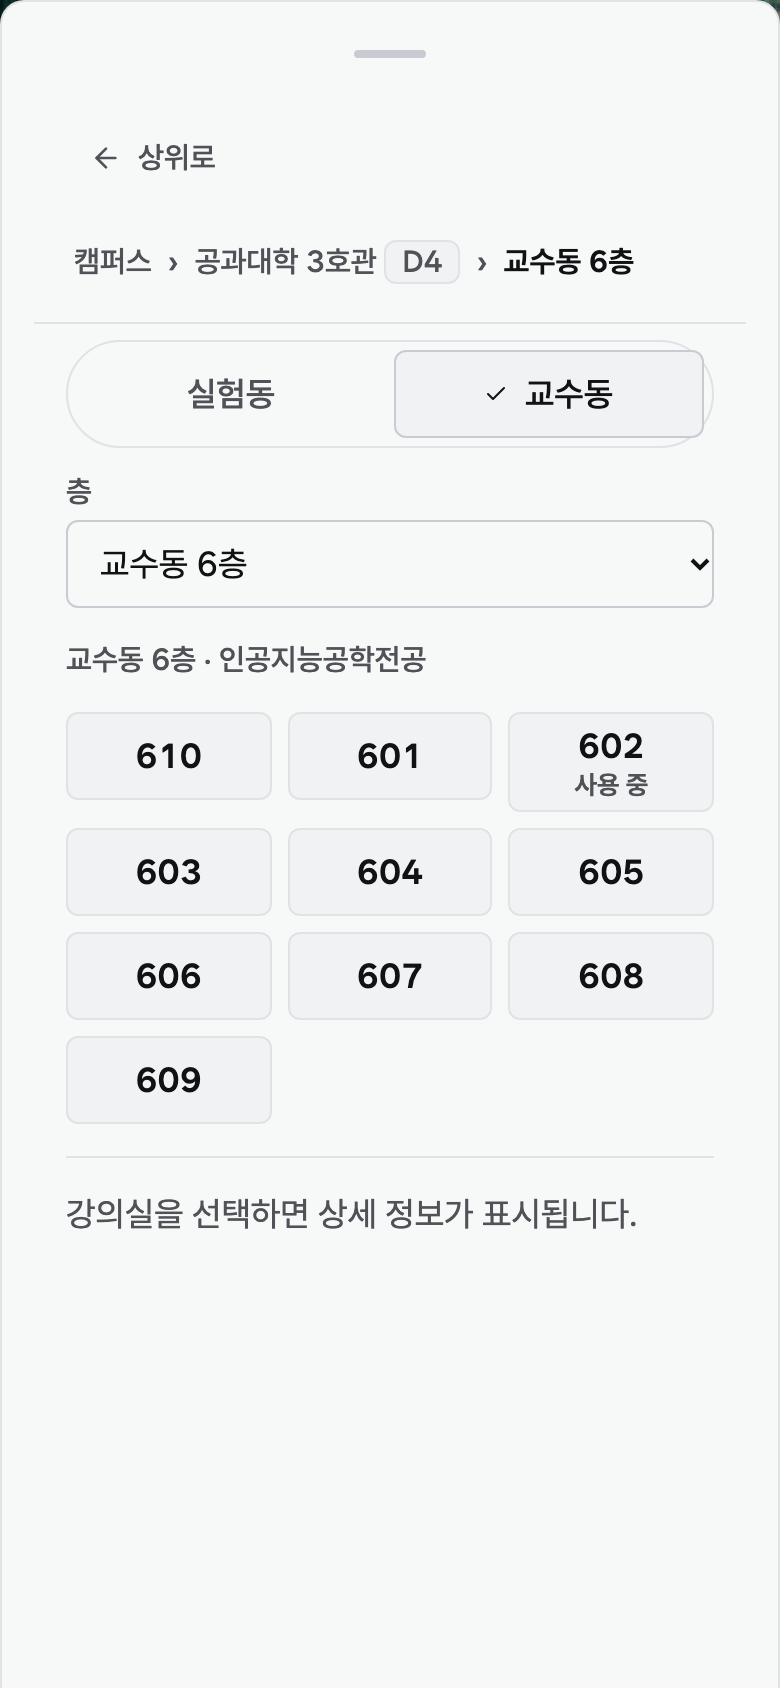 ← 상위로
캠퍼스 › 공과대학 3호관 D4 › 교수동 6층
실험동 ✓ 교수동
층
교수동 6층
교수동 6층 · 인공지능공학전공
610 601 602
사용 중
603 604 605
606 607 608
609
강의실을 선택하면 상세 정보가 표시됩니다.